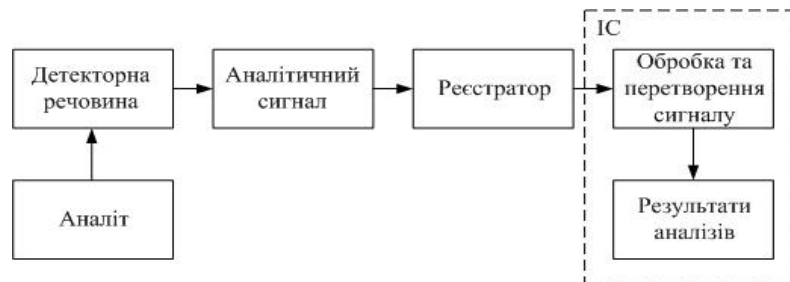 ІС
Детекторна
речовина
Аналітичний
сигнал
Реєстратор
Обробка та
перетворення
сигналу
Аналіт
Результати
аналізів